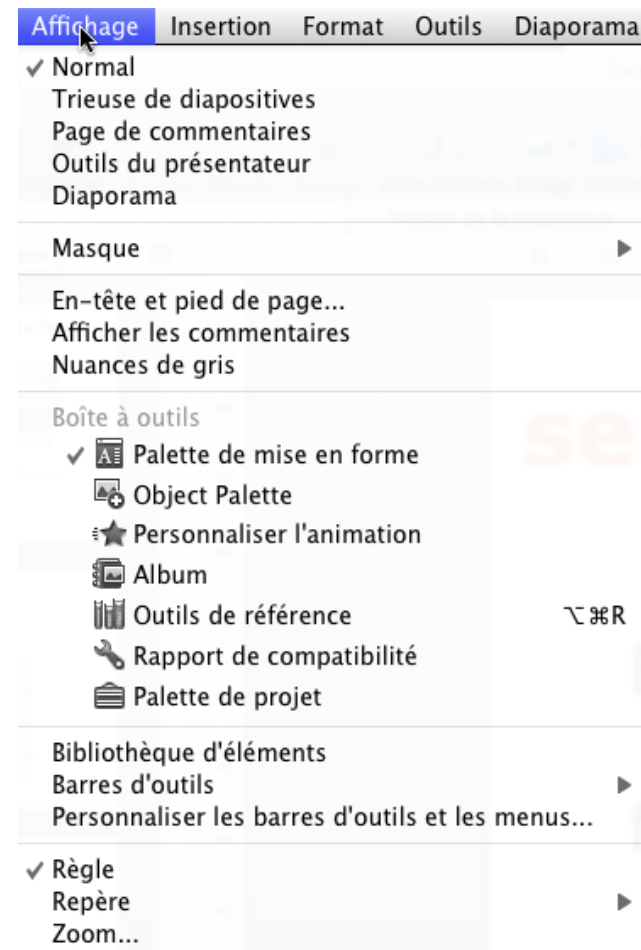 Affichage Insertion Format Outils Diaporama
✓ Normal
Trieuse de diapositives
Page de commentaires
Outils du présentateur
Diaporama
Masque
En-tête et pied de page...
Afficher les commentaires
Nuances de gris
Boîte à outils
✓ Palette de mise en forme
Object Palette
Personnaliser l'animation
Album
Outils de référence ⌥⌘R
Rapport de compatibilité
Palette de projet
Bibliothèque d'éléments
Barres d'outils
Personnaliser les barres d'outils et les menus...
✓ Règle
Repère
Zoom...
se